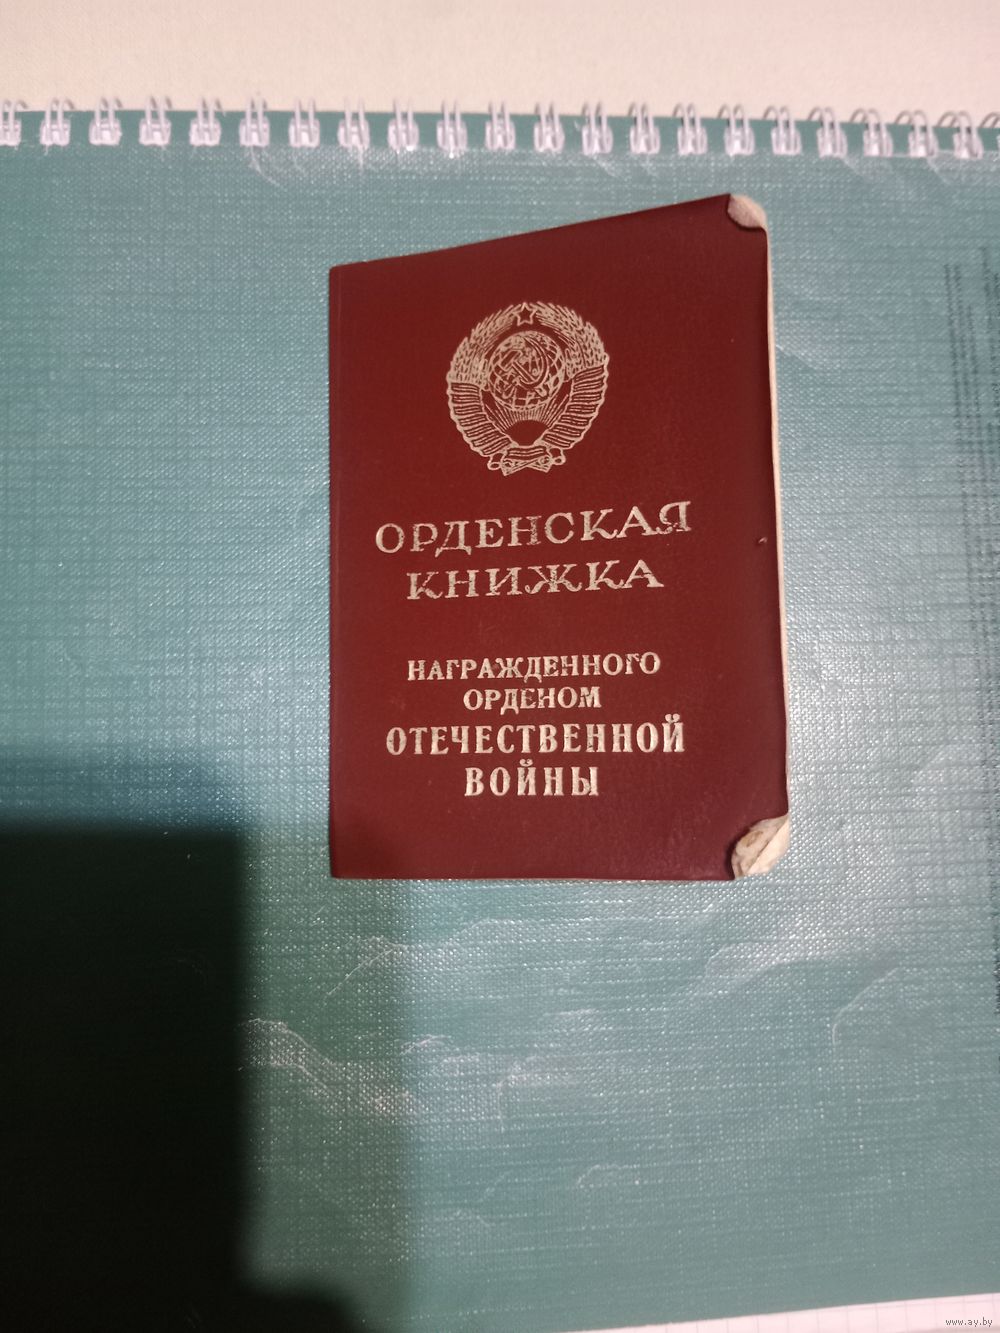 ОРДЕНСКАЯ
КНИЖКА
НАГРАЖДЕННОГО
ОРДЕНОМ
ОТЕЧЕСТВЕННОЙ
ВОЙНЫ
www.ay.by